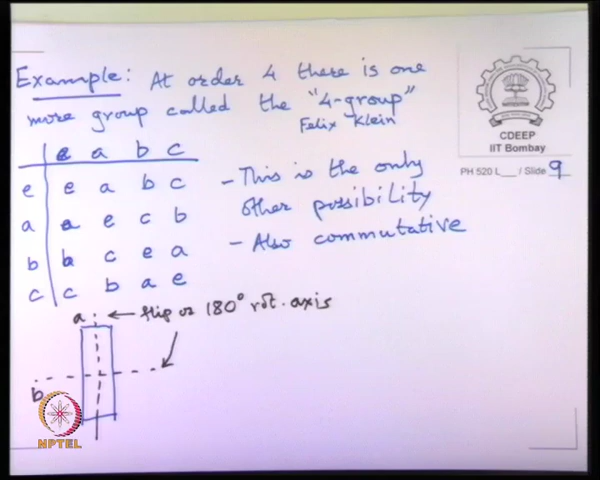 Example: At order 4 there is one
more group called the "4-group"
Felix Klein
e a b c
e e a b c
a a e c b
b b c e a
c c b a e
- This is the only
other possibility
- Also commutative
a ← flip or 180° rot. axis
b
CDEEP
IIT Bombay
PH 520 L___ / Slide 9
NPTEL